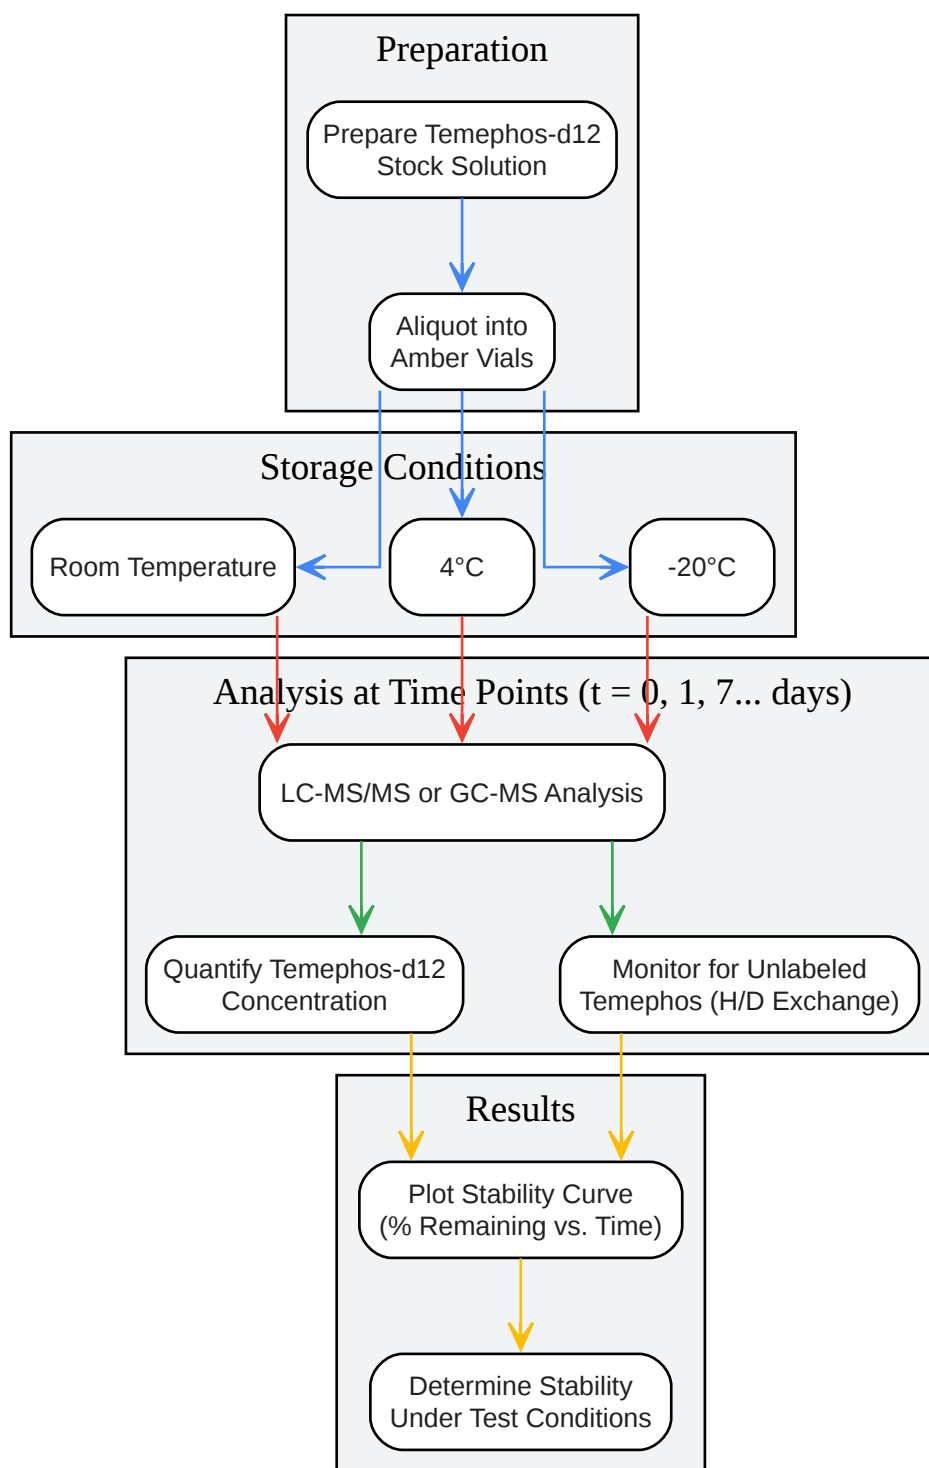 Preparation
Prepare Temephos-d12
Stock Solution
Aliquot into
Amber Vials
Storage Conditions
Room Temperature
4°C
-20°C
Analysis at Time Points (t = 0, 1, 7... days)
LC-MS/MS or GC-MS Analysis
Quantify Temephos-d12
Concentration
Monitor for Unlabeled
Temephos (H/D Exchange)
Results
Plot Stability Curve
(% Remaining vs. Time)
Determine Stability
Under Test Conditions